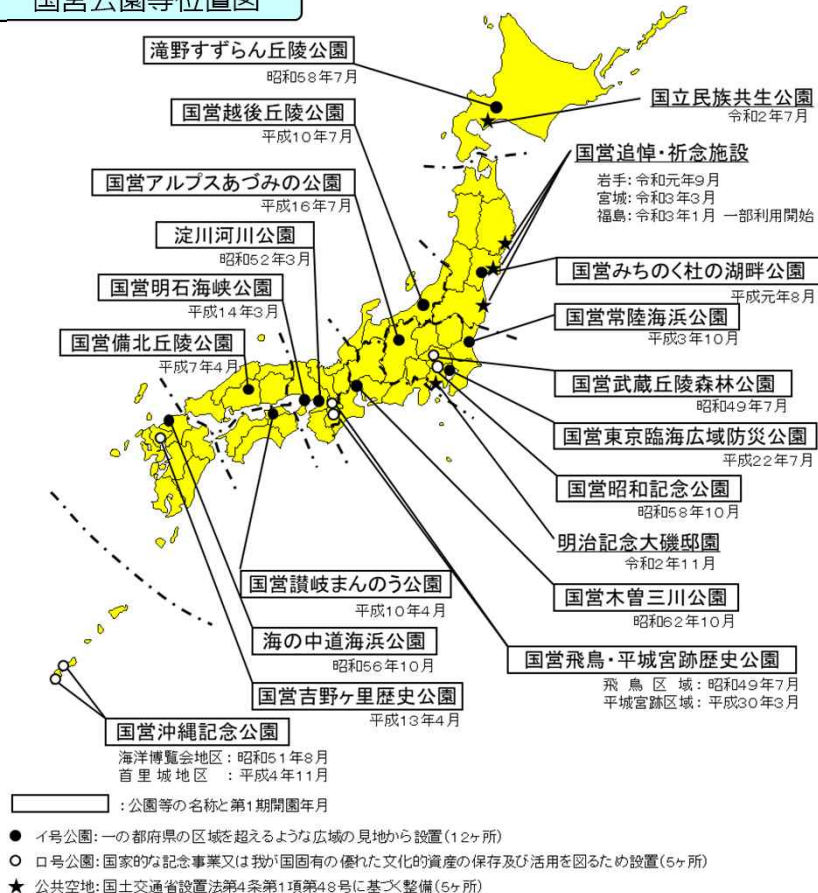 国営公園等位置図
滝野すずらん丘陵公園
昭和58年7月
国営越後丘陵公園
平成10年7月
国営アルプスあづみの公園
平成16年7月
淀川河川公園
昭和52年3月
国営明石海峡公園
平成14年3月
国営備北丘陵公園
平成7年4月
国立民族共生公園
令和2年7月
国営追悼・祈念施設
岩手:令和元年9月
宮城:令和3年3月
福島:令和3年1月 一部利用開始
国営みちのく杜の湖畔公園
平成元年8月
国営常陸海浜公園
平成3年10月
国営武蔵丘陵森林公園
昭和49年7月
国営東京臨海広域防災公園
平成22年7月
国営昭和記念公園
昭和58年10月
明治記念大磯邸園
令和2年11月
国営木曽三川公園
昭和62年10月
国営飛鳥・平城宮跡歴史公園
飛鳥区域:昭和49年7月
平城宮跡区域:平成30年3月
国営讃岐まんのう公園
平成10年4月
海の中道海浜公園
昭和56年10月
国営吉野ヶ里歴史公園
平成13年4月
国営沖縄記念公園
海洋博覧会地区:昭和51年8月
首里城地区:平成4年11月
:公園等の名称と第1期開園年月
● イ号公園:一の都府県の区域を超えるような広域の見地から設置(12ヶ所)
○ ロ号公園:国家的な記念事業又は我が国固有の優れた文化的資産の保存及び活用を図るため設置(5ヶ所)
★ 公共空地:国土交通省設置法第4条第1項第48号に基づく整備(5ヶ所)